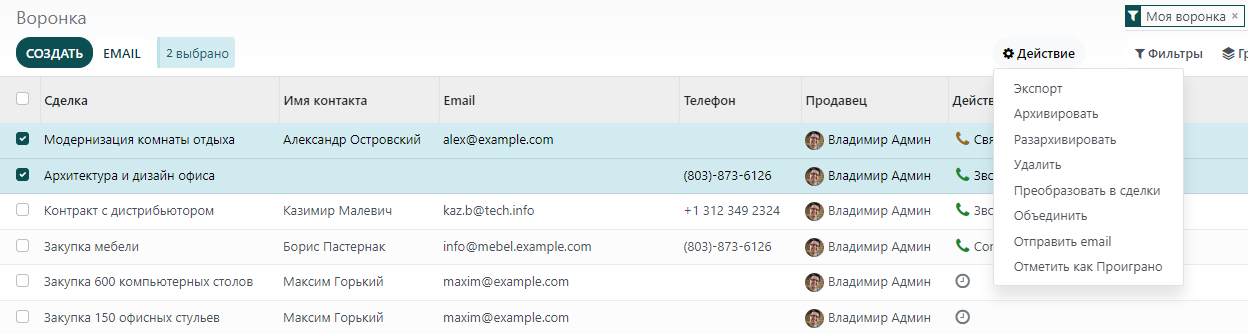 Воронка
Моя воронка ×
СОЗДАТЬ EMAIL 2 выбрано Действие Фильтры Гр
Сделка Имя контакта Email Телефон Продавец Действ
Модернизация комнаты отдыха Александр Островский alex@example.com Владимир Админ Свя
Архитектура и дизайн офиса (803)-873-6126 Владимир Админ Зво
Контракт с дистрибьютором Казимир Малевич kaz.b@tech.info +1 312 349 2324 Владимир Админ Зво
Закупка мебели Борис Пастернак info@mebel.example.com (803)-873-6126 Владимир Админ Con
Закупка 600 компьютерных столов Максим Горький maxim@example.com Владимир Админ
Закупка 150 офисных стульев Максим Горький maxim@example.com Владимир Админ
Экспорт
Архивировать
Разархивировать
Удалить
Преобразовать в сделки
Объединить
Отправить email
Отметить как Проиграно